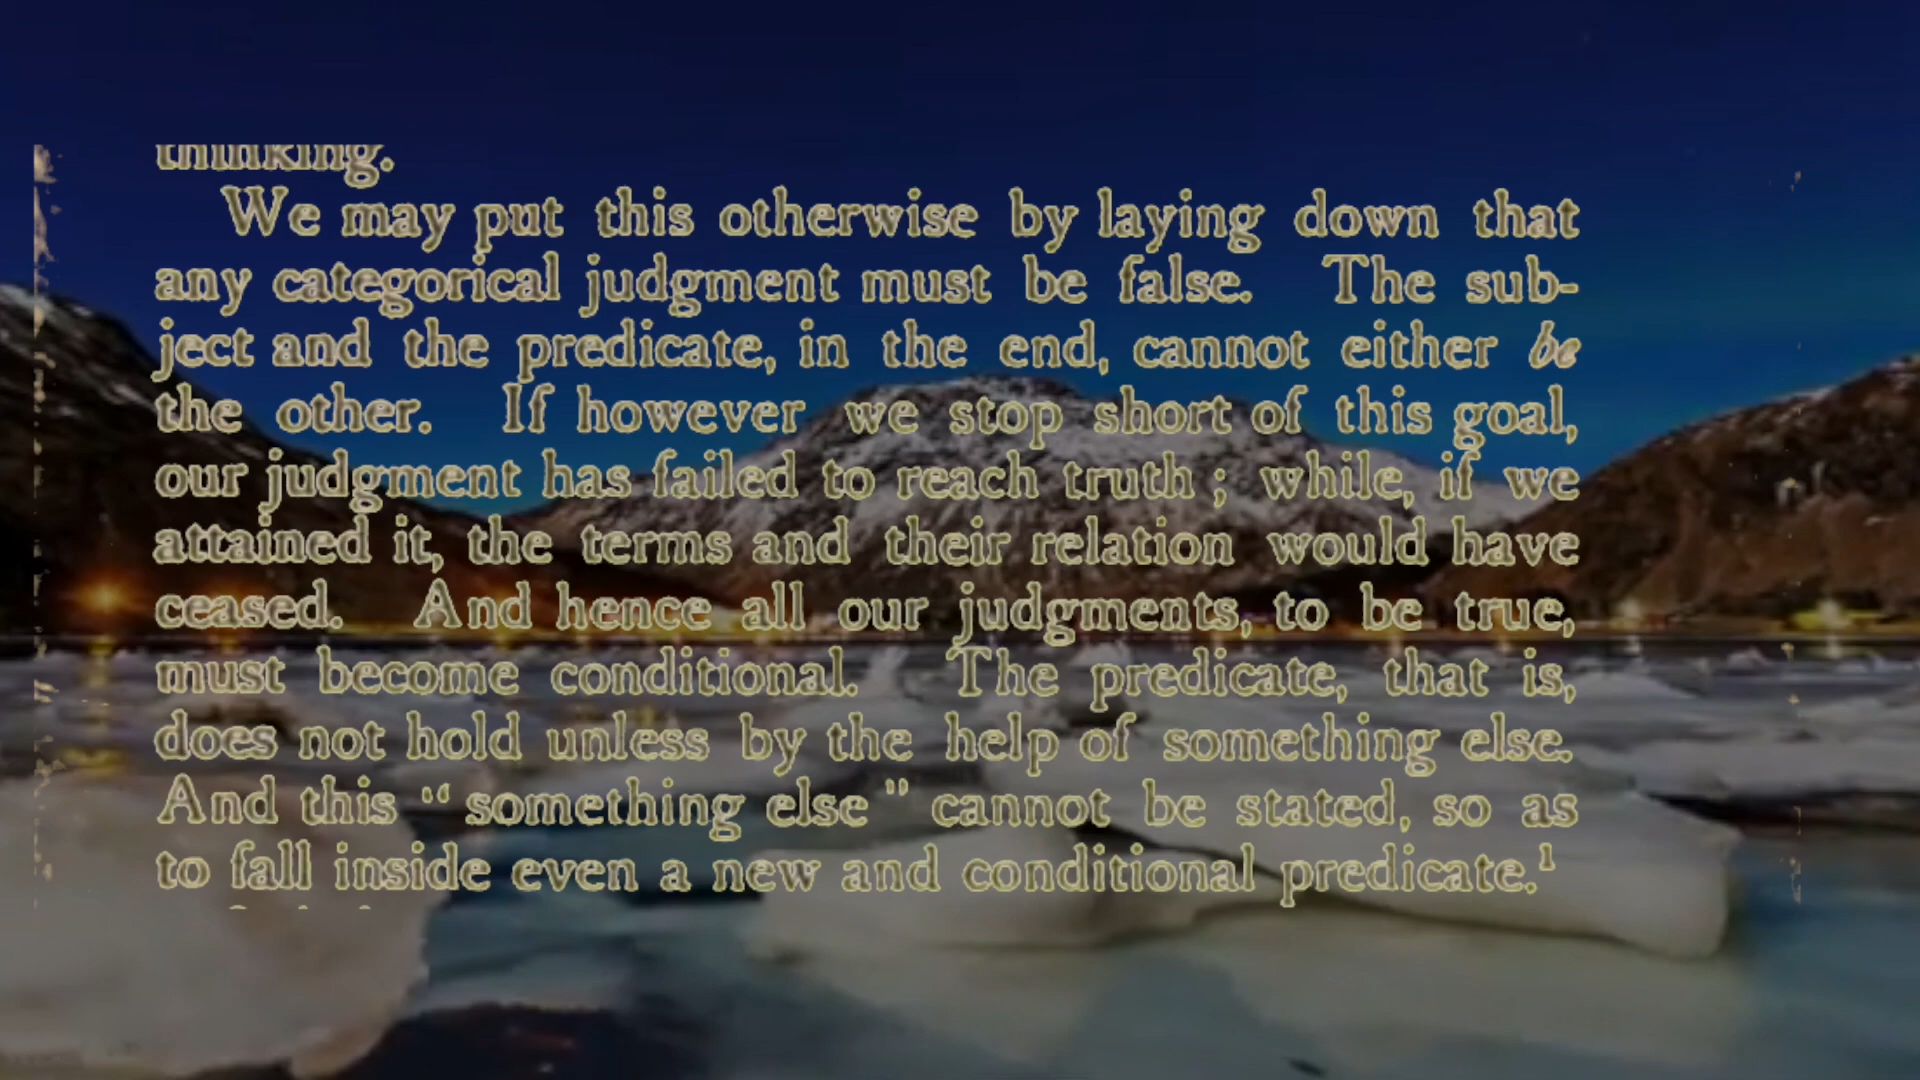 thinking.
We may put this otherwise by laying down that
any categorical judgment must be false. The sub-
ject and the predicate, in the end, cannot either be
the other. If however we stop short of this goal,
our judgment has failed to reach truth ; while, if we
attained it, the terms and their relation would have
ceased. And hence all our judgments, to be true,
must become conditional. The predicate, that is,
does not hold unless by the help of something else.
And this “ something else ” cannot be stated, so as
to fall inside even a new and conditional predicate.¹